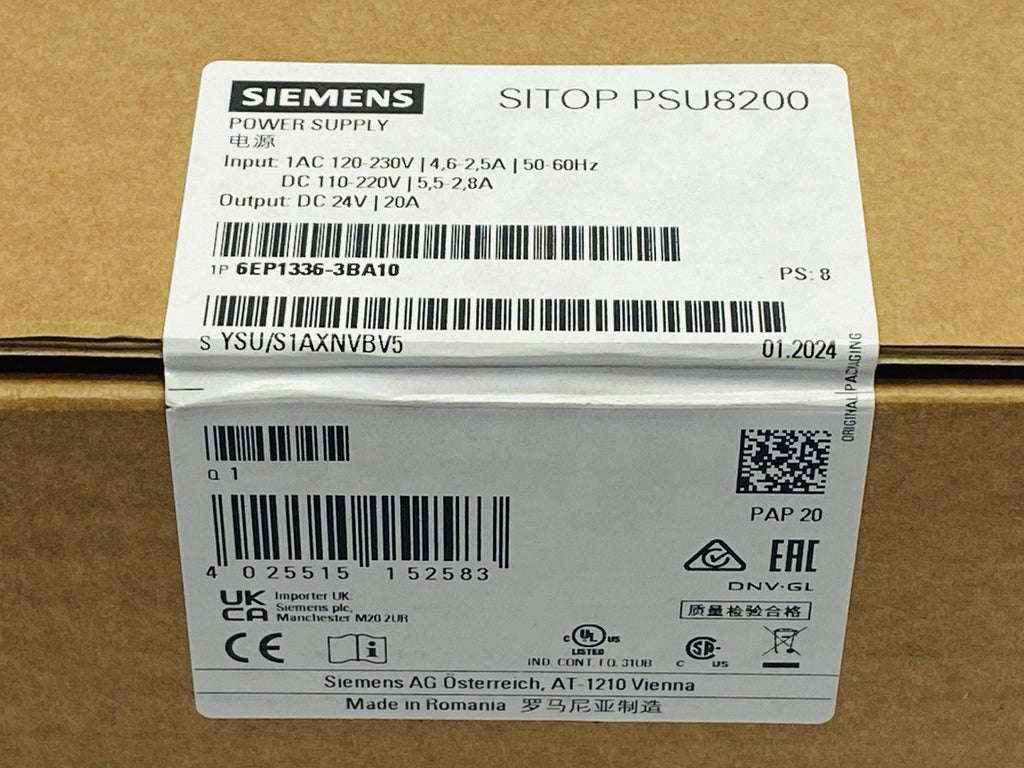 SIEMENS
SITOP PSU8200
POWER SUPPLY
电源
Input: 1AC 120-230V | 4,6-2,5A | 50-60Hz
DC 110-220V | 5,5-2,8A
Output: DC 24V | 20A
1P 6EP1336-3BA10
PS: 8
S YSU/S1AXNVBV5
01.2024
ORIGINAL PACKAGING
Q 1
PAP 20
4 025515 152583
EAC
DNV·GL
UK
CA
Importer UK:
Siemens plc,
Manchester M20 2UR
质量检验合格
CE
i
C UL US
LISTED
IND. CONT. EQ. 31UB
C SP US
Siemens AG Österreich, AT-1210 Vienna
Made in Romania 罗马尼亚制造